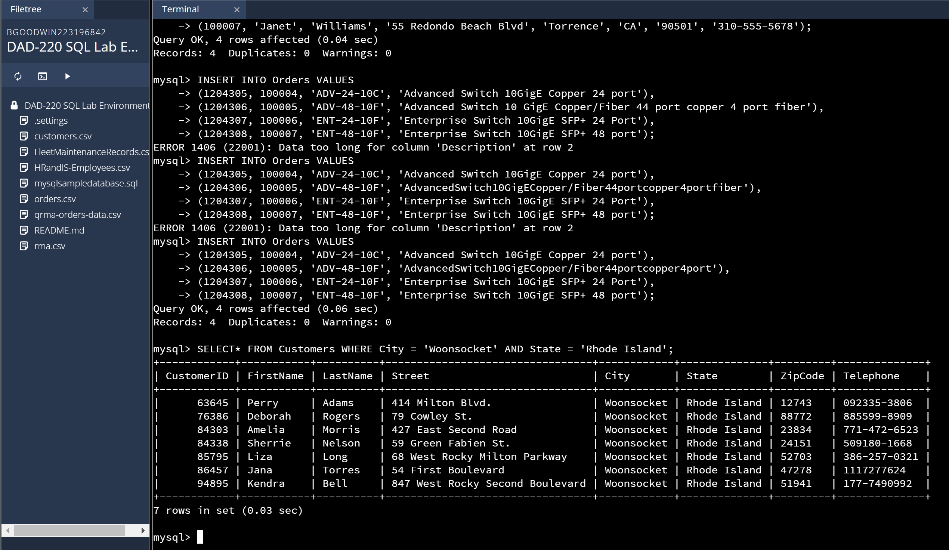 Filetree ×
BGOODWIN223196842
DAD-220 SQL Lab E...
DAD-220 SQL Lab Environment
.settings
customers.csv
FleetMaintenanceRecords.cs
HRandIS-Employees.csv
mysqlsampledatabase.sql
orders.csv
qrma-orders-data.csv
README.md
rma.csv
Terminal ×
    -> (100007, 'Janet', 'Williams', '55 Redondo Beach Blvd', 'Torrence', 'CA', '90501', '310-555-5678');
Query OK, 4 rows affected (0.04 sec)
Records: 4  Duplicates: 0  Warnings: 0
mysql> INSERT INTO Orders VALUES
    -> (1204305, 100004, 'ADV-24-10C', 'Advanced Switch 10GigE Copper 24 port'),
    -> (1204306, 100005, 'ADV-48-10F', 'Advanced Switch 10 GigE Copper/Fiber 44 port copper 4 port fiber'),
    -> (1204307, 100006, 'ENT-24-10F', 'Enterprise Switch 10GigE SFP+ 24 Port'),
    -> (1204308, 100007, 'ENT-48-10F', 'Enterprise Switch 10GigE SFP+ 48 port');
ERROR 1406 (22001): Data too long for column 'Description' at row 2
mysql> INSERT INTO Orders VALUES
    -> (1204305, 100004, 'ADV-24-10C', 'Advanced Switch 10GigE Copper 24 port'),
    -> (1204306, 100005, 'ADV-48-10F', 'AdvancedSwitch10GigECopper/Fiber44portcopper4portfiber'),
    -> (1204307, 100006, 'ENT-24-10F', 'Enterprise Switch 10GigE SFP+ 24 Port'),
    -> (1204308, 100007, 'ENT-48-10F', 'Enterprise Switch 10GigE SFP+ 48 port');
ERROR 1406 (22001): Data too long for column 'Description' at row 2
mysql> INSERT INTO Orders VALUES
    -> (1204305, 100004, 'ADV-24-10C', 'Advanced Switch 10GigE Copper 24 port'),
    -> (1204306, 100005, 'ADV-48-10F', 'AdvancedSwitch10GigECopper/Fiber44portcopper4port'),
    -> (1204307, 100006, 'ENT-24-10F', 'Enterprise Switch 10GigE SFP+ 24 Port'),
    -> (1204308, 100007, 'ENT-48-10F', 'Enterprise Switch 10GigE SFP+ 48 port');
Query OK, 4 rows affected (0.06 sec)
Records: 4  Duplicates: 0  Warnings: 0
mysql> SELECT* FROM Customers WHERE City = 'Woonsocket' AND State = 'Rhode Island';
| CustomerID | FirstName | LastName | Street | City | State | ZipCode | Telephone |
| 63645 | Perry | Adams | 414 Milton Blvd. | Woonsocket | Rhode Island | 12743 | 092335-3806 |
| 76386 | Deborah | Rogers | 79 Cowley St. | Woonsocket | Rhode Island | 88772 | 885599-8909 |
| 84303 | Amelia | Morris | 427 East Second Road | Woonsocket | Rhode Island | 23834 | 771-472-6523 |
| 84338 | Sherrie | Nelson | 59 Green Fabien St. | Woonsocket | Rhode Island | 24151 | 509180-1668 |
| 85795 | Liza | Long | 68 West Rocky Milton Parkway | Woonsocket | Rhode Island | 52703 | 386-257-0321 |
| 86457 | Jana | Torres | 54 First Boulevard | Woonsocket | Rhode Island | 47278 | 1117277624 |
| 94895 | Kendra | Bell | 847 West Rocky Second Boulevard | Woonsocket | Rhode Island | 51941 | 177-7490992 |
7 rows in set (0.03 sec)
mysql>